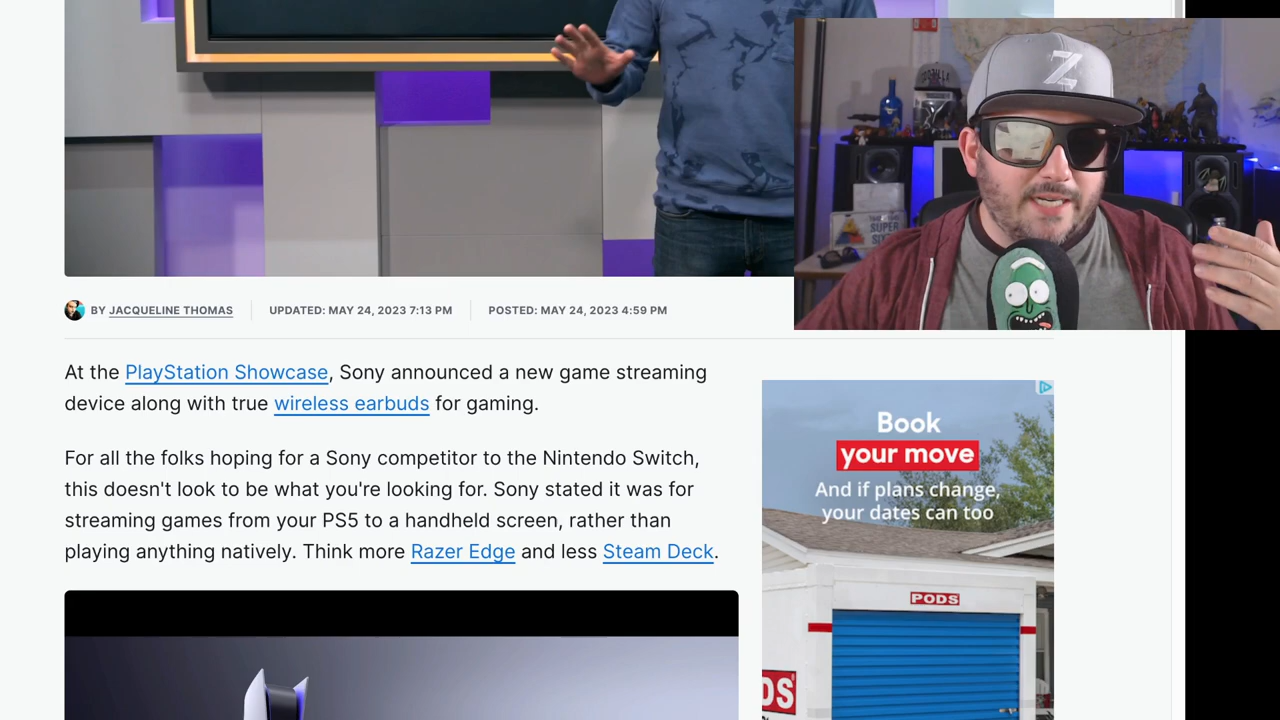 BY JACQUELINE THOMAS
UPDATED: MAY 24, 2023 7:13 PM
POSTED: MAY 24, 2023 4:59 PM
At the PlayStation Showcase, Sony announced a new game streaming
device along with true wireless earbuds for gaming.
For all the folks hoping for a Sony competitor to the Nintendo Switch,
this doesn't look to be what you're looking for. Sony stated it was for
streaming games from your PS5 to a handheld screen, rather than
playing anything natively. Think more Razer Edge and less Steam Deck.
Z
SUPER
Book
your move
And if plans change,
your dates can too
PODS
DS